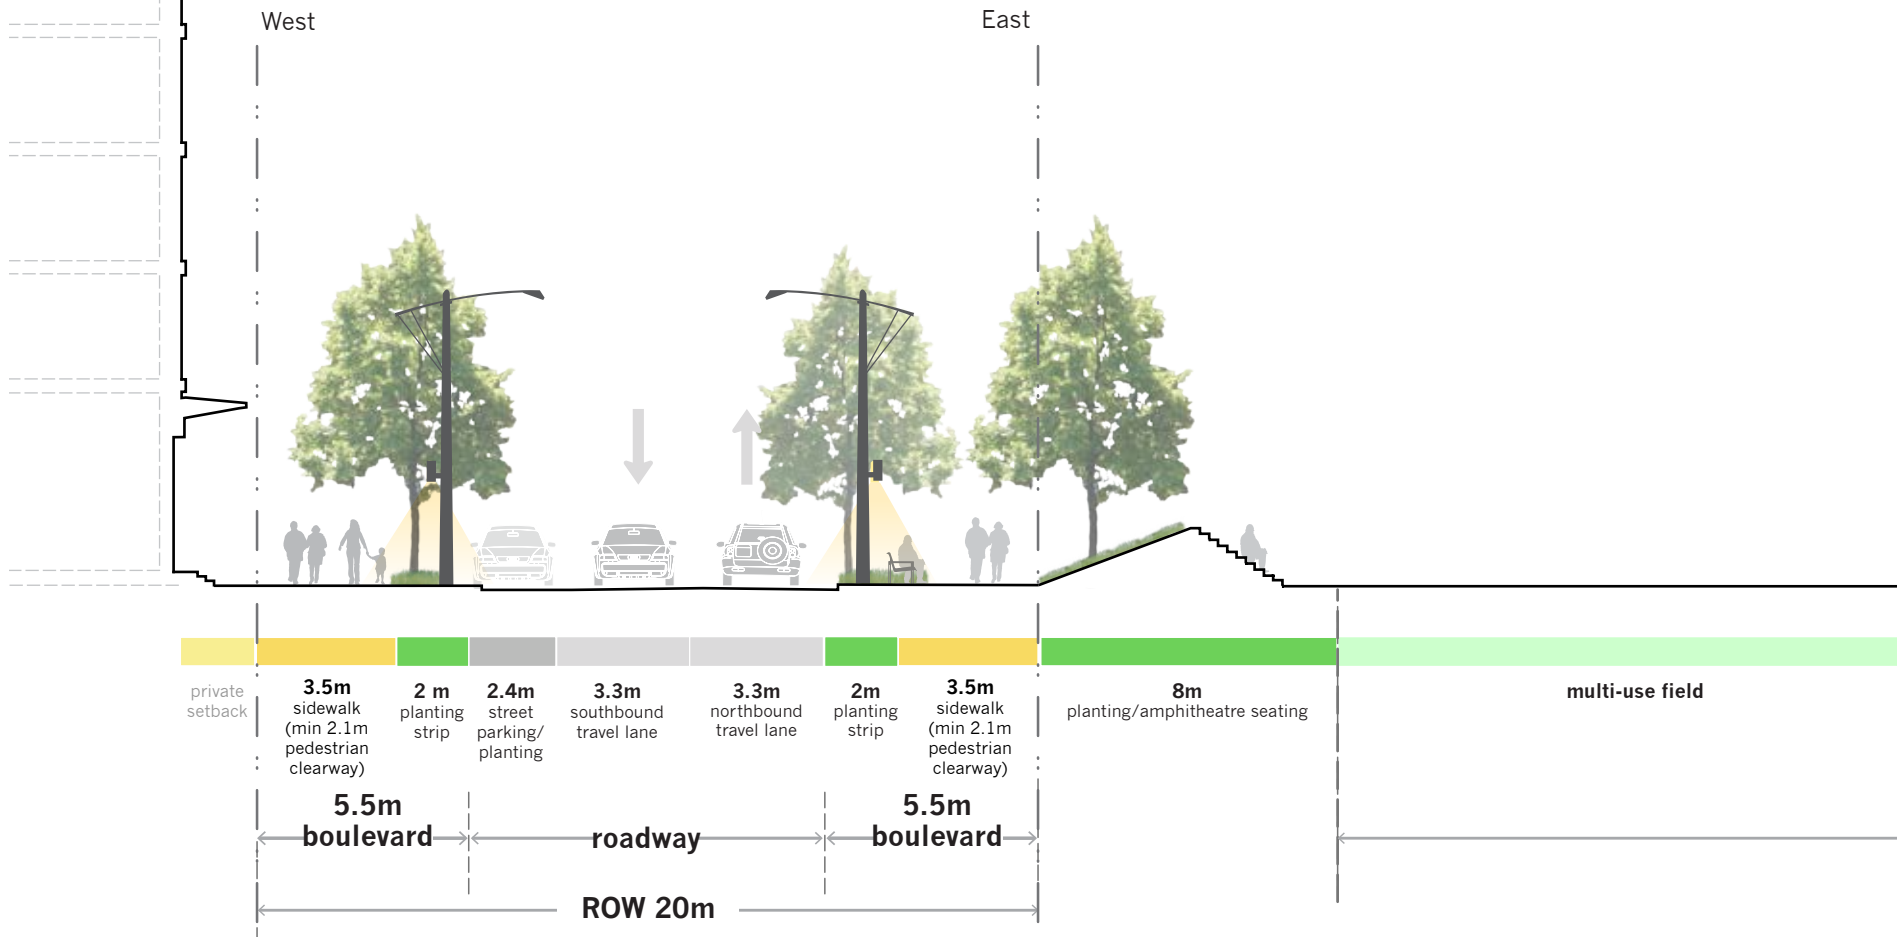 West
East
private
setback
3.5m
sidewalk
(min 2.1m
pedestrian
clearway)
2 m
planting
strip
2.4m
street
parking/
planting
3.3m
southbound
travel lane
3.3m
northbound
travel lane
2m
planting
strip
3.5m
sidewalk
(min 2.1m
pedestrian
clearway)
8m
planting/amphitheatre seating
multi-use field
5.5m
boulevard
roadway
5.5m
boulevard
ROW 20m